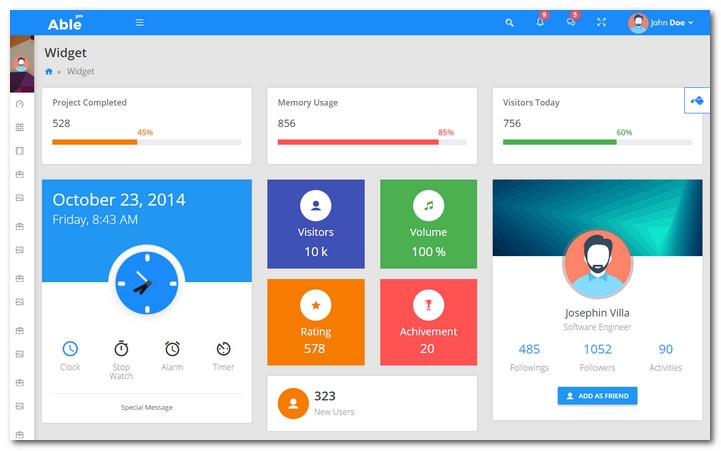 Able pro
9
5
John Doe
Widget
» Widget
Project Completed
528
45%
Memory Usage
856
85%
Visitors Today
756
60%
October 23, 2014
Friday, 8:43 AM
Clock
Stop
Watch
Alarm
Timer
Special Message
Visitors
10 k
Volume
100 %
Rating
578
Achivement
20
323
New Users
Josephin Villa
Software Engineer
485
1052
90
Followings
Followers
Activities
ADD AS FRIEND